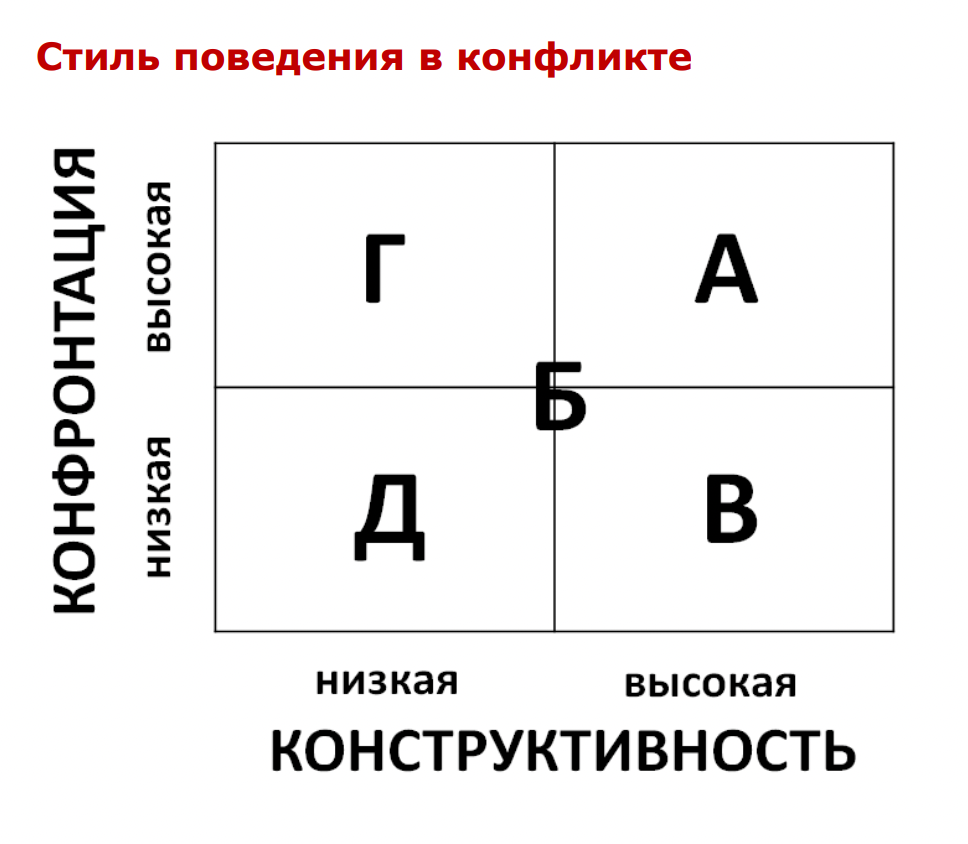 Стиль поведения в конфликте
КОНФРОНТАЦИЯ
высокая
низкая
Г
А
Б
Д
В
низкая
высокая
КОНСТРУКТИВНОСТЬ